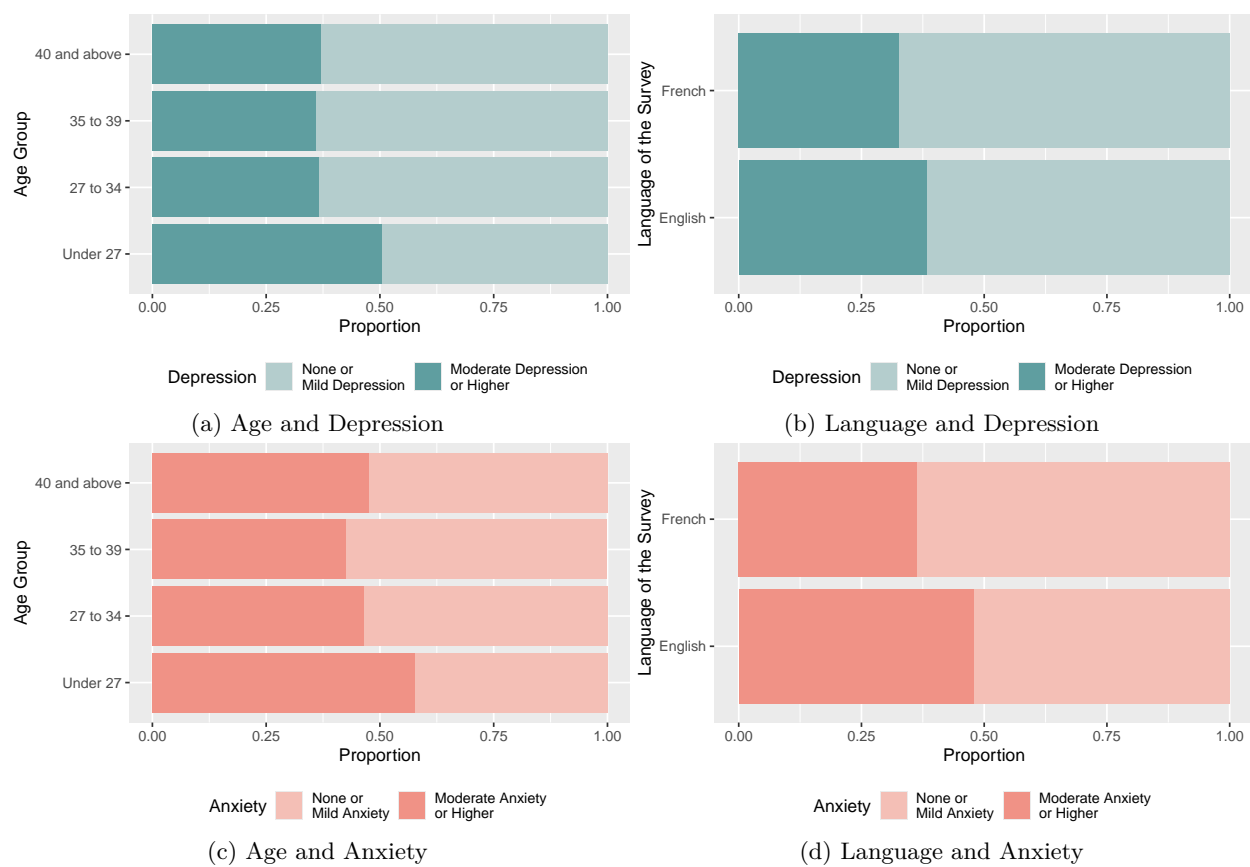 40 and above
35 to 39
27 to 34
Under 27
Age Group
0.00 0.25 0.50 0.75 1.00
Proportion
Depression None or Mild Depression Moderate Depression or Higher
(a) Age and Depression
French
English
Language of the Survey
0.00 0.25 0.50 0.75 1.00
Proportion
Depression None or Mild Depression Moderate Depression or Higher
(b) Language and Depression
40 and above
35 to 39
27 to 34
Under 27
Age Group
0.00 0.25 0.50 0.75 1.00
Proportion
Anxiety None or Mild Anxiety Moderate Anxiety or Higher
(c) Age and Anxiety
French
English
Language of the Survey
0.00 0.25 0.50 0.75 1.00
Proportion
Anxiety None or Mild Anxiety Moderate Anxiety or Higher
(d) Language and Anxiety